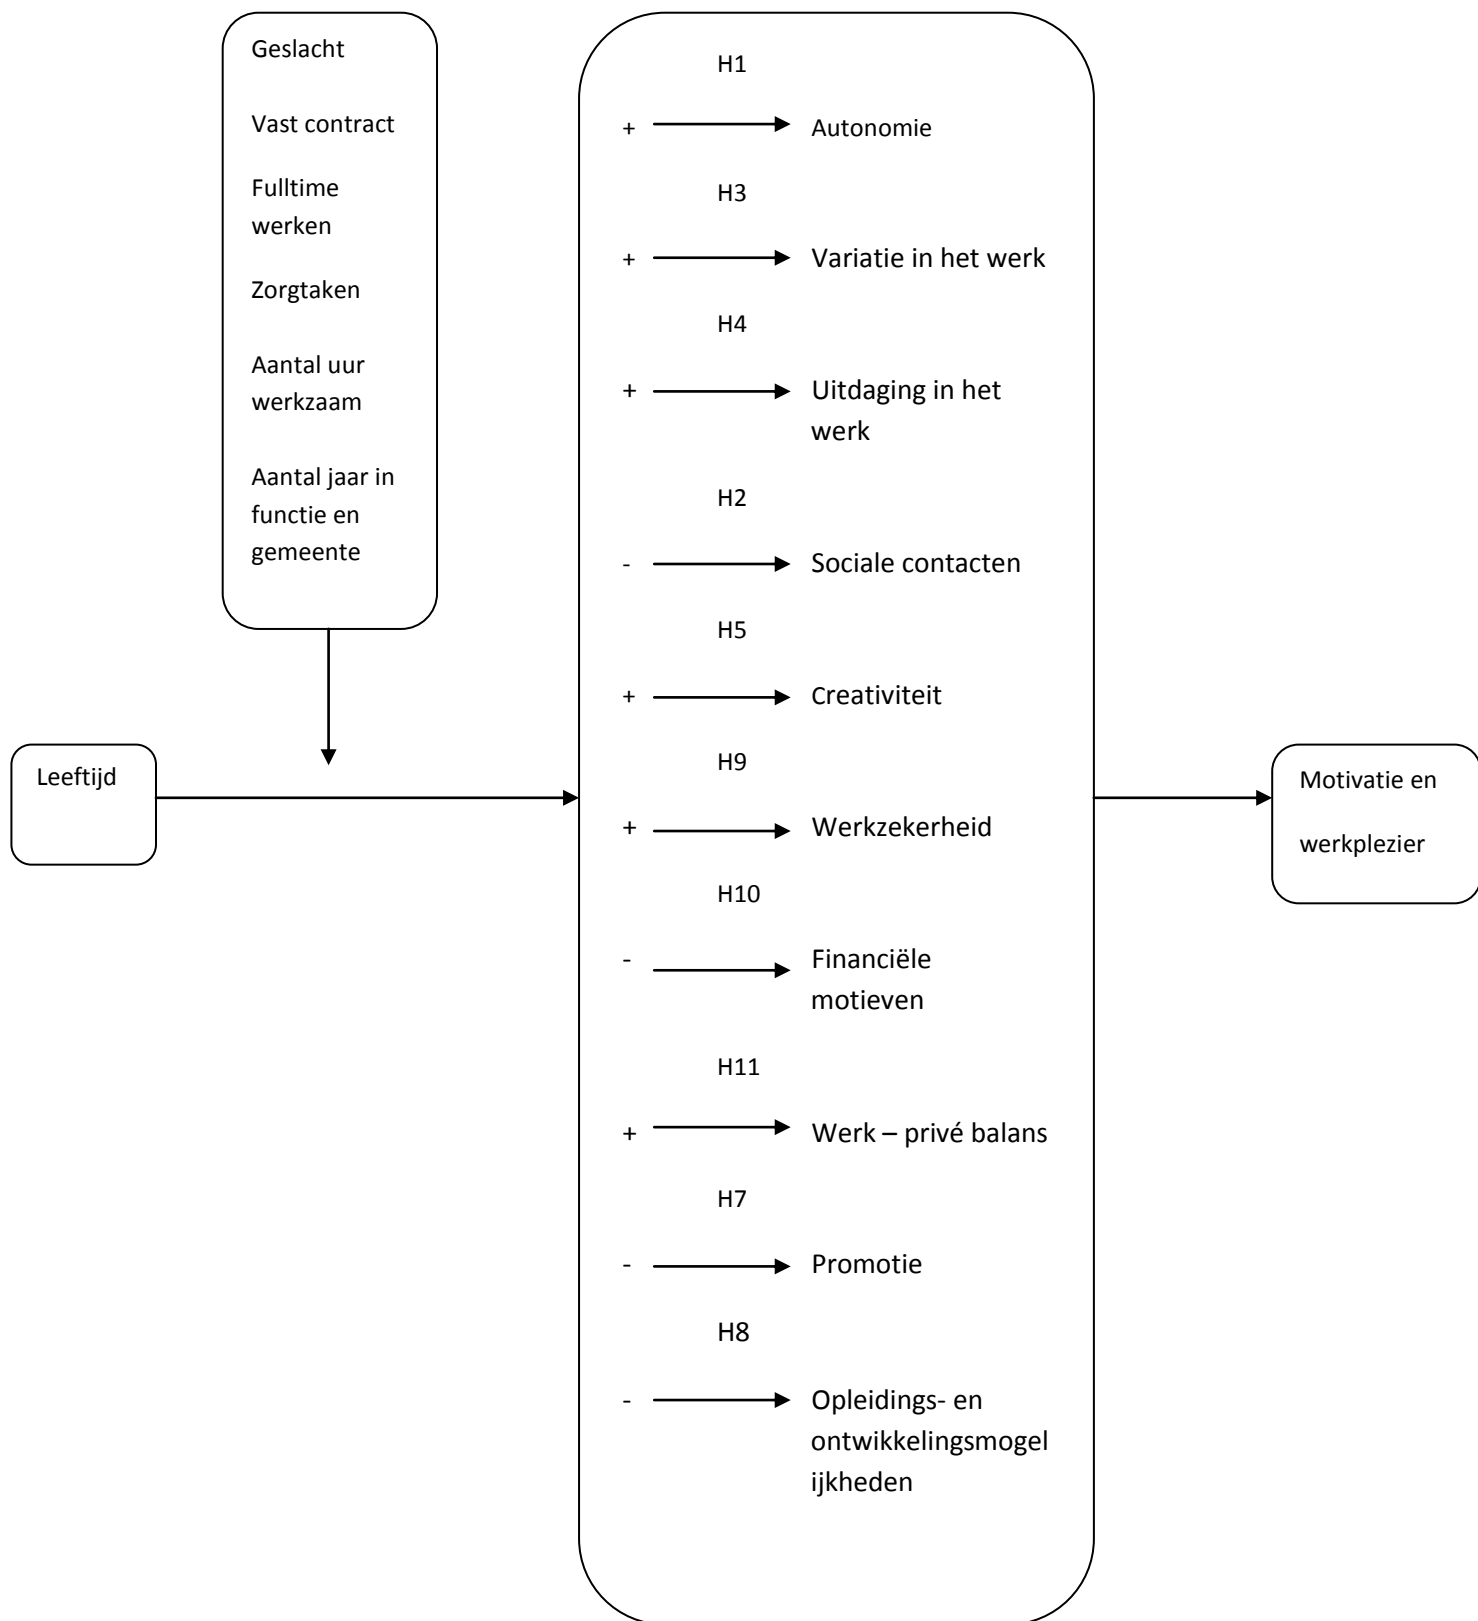 Geslacht
Vast contract
Fulltime
werken
Zorgtaken
Aantal uur
werkzaam
Aantal jaar in
functie en
gemeente
Leeftijd
H1
+ Autonomie
H3
+ Variatie in het werk
H4
+ Uitdaging in het
werk
H2
- Sociale contacten
H5
+ Creativiteit
H9
+ Werkzekerheid
H10
- Financiële
motieven
H11
+ Werk – privé balans
H7
- Promotie
H8
- Opleidings- en
ontwikkelingsmogel
ijkheden
Motivatie en
werkplezier